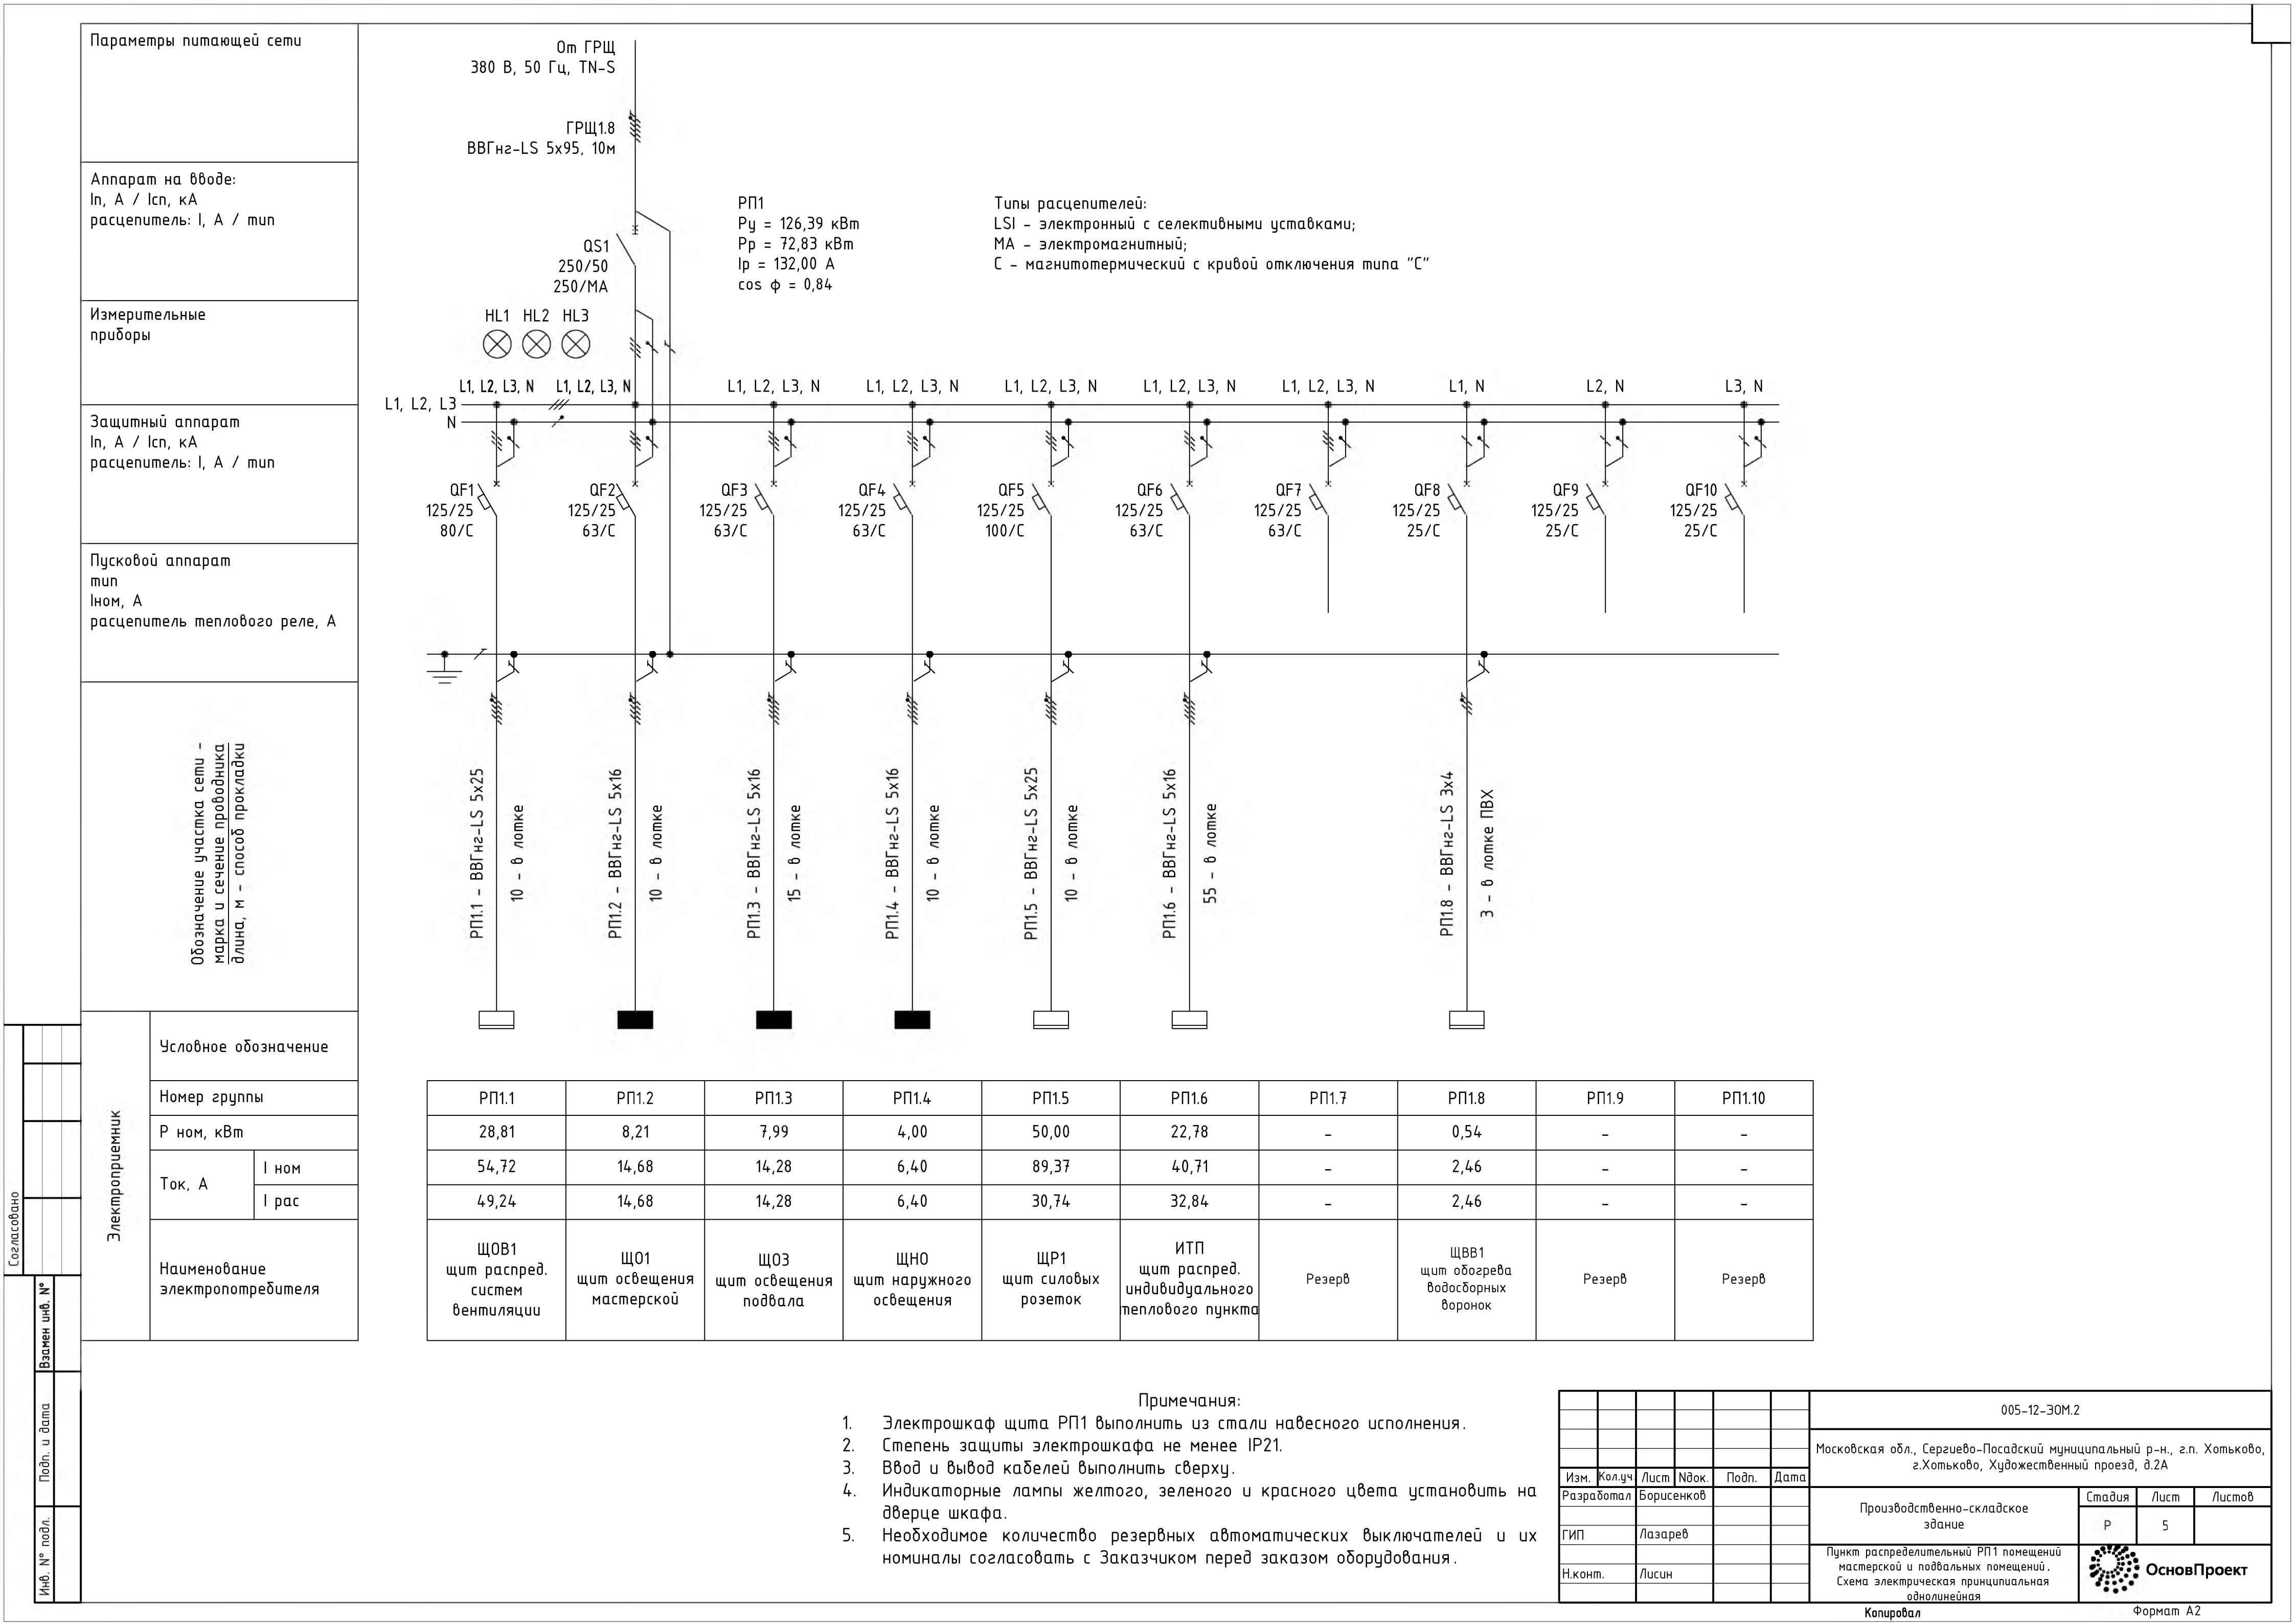 Параметры питающей сети
От ГРЩ
380 В, 50 Гц, TN-S
ГРЩ1.8
ВВГнг-LS 5х95, 10м
Аппарат на вводе:
In, А / Icn, кА
расцепитель: I, А / тип
QS1
250/50
250/МА
РП1
Ру = 126,39 кВт
Рр = 72,83 кВт
Iр = 132,00 А
cos φ = 0,84
Типы расцепителей:
LSI - электронный с селективными уставками;
МА - электромагнитный;
С - магнитотермический с кривой отключения типа "С"
Измерительные
приборы
HL1 HL2 HL3
L1, L2, L3, N L1, L2, L3, N L1, L2, L3, N L1, L2, L3, N L1, L2, L3, N L1, L2, L3, N L1, L2, L3, N L1, N L2, N L3, N
L1, L2, L3
N
Защитный аппарат
In, А / Icn, кА
расцепитель: I, А / тип
QF1 QF2 QF3 QF4 QF5 QF6 QF7 QF8 QF9 QF10
125/25 125/25 125/25 125/25 125/25 125/25 125/25 125/25 125/25 125/25
80/С 63/С 63/С 63/С 100/С 63/С 63/С 25/С 25/С 25/С
Пусковой аппарат
тип
Iном, А
расцепитель теплового реле, А
Обозначение участка сети -
марка и сечение проводника
длина, м - способ прокладки
РП1.1 - ВВГнг-LS 5х25
10 - в лотке
РП1.2 - ВВГнг-LS 5х16
10 - в лотке
РП1.3 - ВВГнг-LS 5х16
15 - в лотке
РП1.4 - ВВГнг-LS 5х16
10 - в лотке
РП1.5 - ВВГнг-LS 5х25
10 - в лотке
РП1.6 - ВВГнг-LS 5х16
55 - в лотке
РП1.8 - ВВГнг-LS 3х4
3 - в лотке ПВХ
Электроприемник
Условное обозначение
Номер группы РП1.1 РП1.2 РП1.3 РП1.4 РП1.5 РП1.6 РП1.7 РП1.8 РП1.9 РП1.10
Р ном, кВт 28,81 8,21 7,99 4,00 50,00 22,78 - 0,54 - -
Ток, А
I ном 54,72 14,68 14,28 6,40 89,37 40,71 - 2,46 - -
I рас 49,24 14,68 14,28 6,40 30,74 32,84 - 2,46 - -
Наименование
электропотребителя
ЩОВ1
щит распред.
систем
вентиляции
ЩО1
щит освещения
мастерской
ЩО3
щит освещения
подвала
ЩНО
щит наружного
освещения
ЩР1
щит силовых
розеток
ИТП
щит распред.
индивидуального
теплового пункта
Резерв
ЩВВ1
щит обогрева
водосборных
воронок
Резерв
Резерв
Согласовано
Взамен инв. N°
Подп. и дата
Инв. N° подл.
Примечания:
1. Электрошкаф щита РП1 выполнить из стали навесного исполнения.
2. Степень защиты электрошкафа не менее IP21.
3. Ввод и вывод кабелей выполнить сверху.
4. Индикаторные лампы желтого, зеленого и красного цвета установить на
дверце шкафа.
5. Необходимое количество резервных автоматических выключателей и их
номиналы согласовать с Заказчиком перед заказом оборудования.
005-12-ЭОМ.2
Московская обл., Сергиево-Посадский муниципальный р-н., г.п. Хотьково,
г.Хотьково, Художественный проезд, д.2А
Изм. Кол.уч. Лист Nдок. Подп. Дата
Разработал Борисенков
ГИП Лазарев
Н.конт. Лисин
Производственно-складское
здание
Стадия Лист Листов
Р 5
Пункт распределительный РП1 помещений
мастерской и подвальных помещений.
Схема электрическая принципиальная
однолинейная
ОсновПроект
Копировал
Формат А2